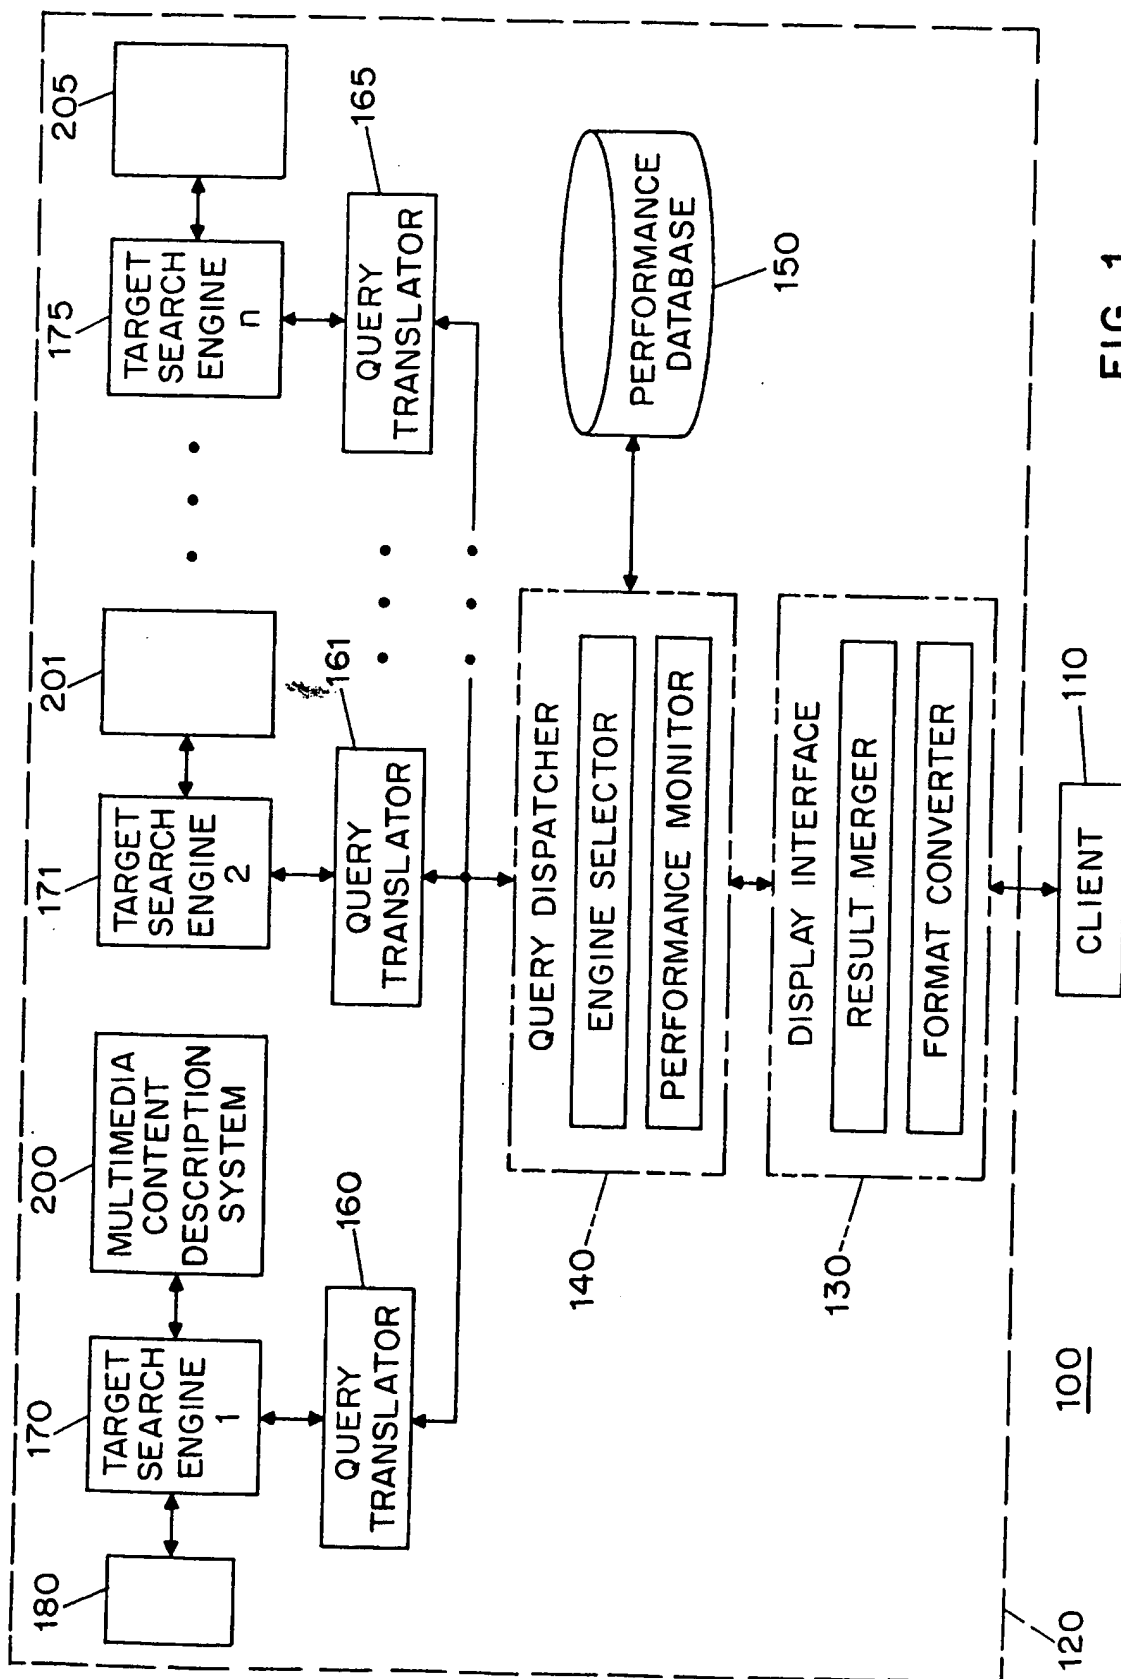 180
170
200
171
201
175
205
TARGET
SEARCH
ENGINE
1
MULTIMEDIA
CONTENT
DESCRIPTION
SYSTEM
TARGET
SEARCH
ENGINE
2
TARGET
SEARCH
ENGINE
n
160
161
165
QUERY
TRANSLATOR
QUERY
TRANSLATOR
QUERY
TRANSLATOR
140
QUERY DISPATCHER
ENGINE SELECTOR
PERFORMANCE MONITOR
PERFORMANCE
DATABASE
150
130
DISPLAY INTERFACE
RESULT MERGER
FORMAT CONVERTER
120
100
CLIENT
110
FIG. 1